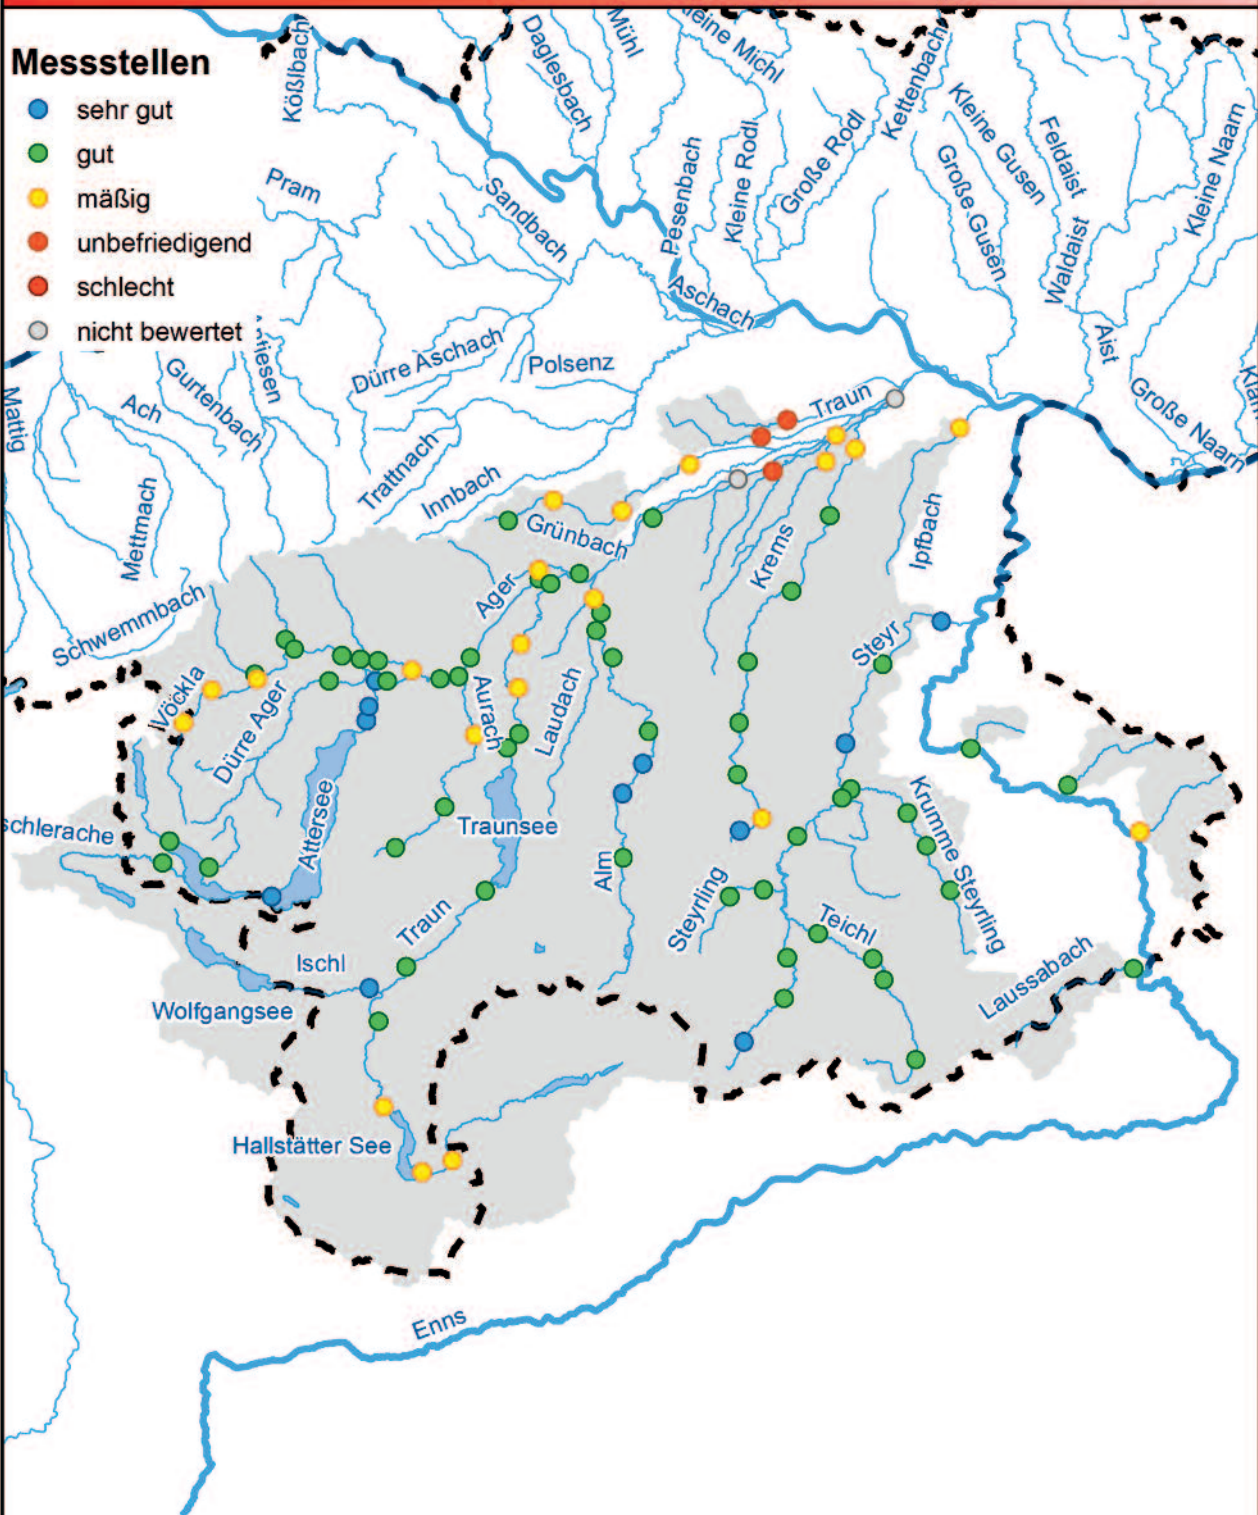 Messstellen
sehr gut
gut
mäßig
unbefriedigend
schlecht
nicht bewertet
Kößlbach
Daglesbach
Mühl
Kleine Michl
Kettenbach
Kleine Gusen
Feldaist
Kleine Naarn
Pram
Sandbach
Pesenbach
Kleine Rodl
Große Rodl
Große Gusen
Waldaist
Aschach
Aist
Antiesen
Dürre Aschach
Polsenz
Gurtenbach
Ach
Mattig
Traun
Große Naarn
Trattnach
Innbach
Mettmach
Grünbach
Krems
Ipfbach
Schwemmbach
Ager
Steyr
Vöckla
Dürre Ager
Aurach
Laudach
Attersee
Traunsee
Alm
Krumme Steyrling
Steyrling
Teichl
Traun
Ischl
Wolfgangsee
Laussabach
Hallstätter See
Enns